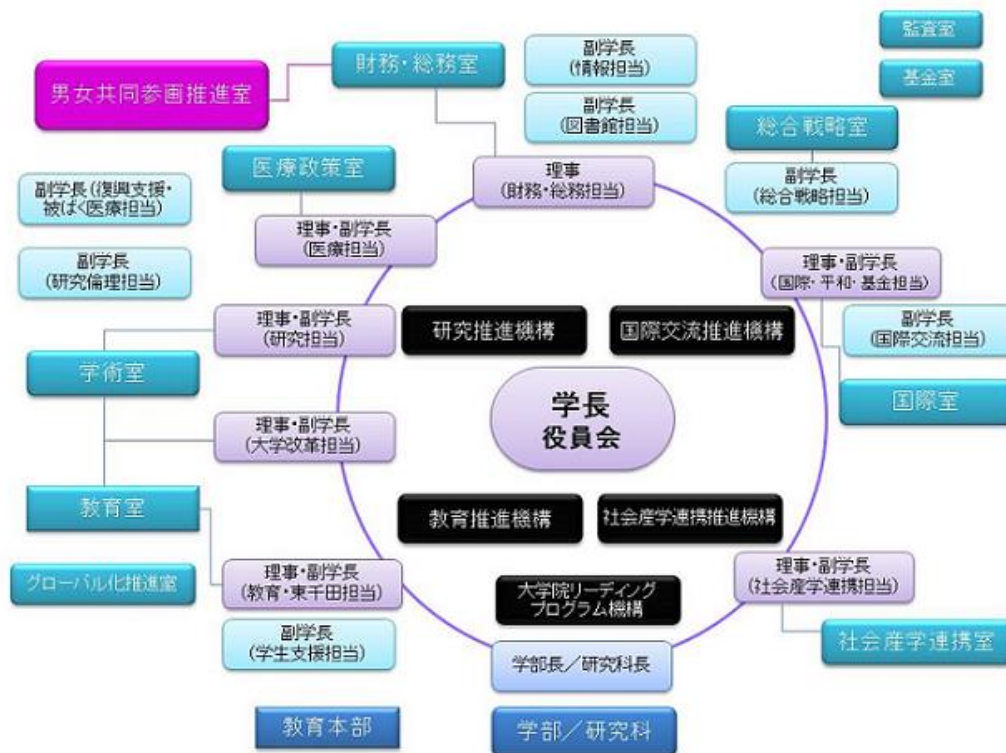 監査室
財務・総務室
副学長
(情報担当)
男女共同参画推進室
基金室
副学長
(図書館担当)
総合戦略室
医療政策室
理事
(財務・総務担当)
副学長
(総合戦略担当)
副学長(復興支援・
被ばく医療担当)
理事・副学長
(医療担当)
副学長
(研究倫理担当)
理事・副学長
(国際・平和・基金担当)
理事・副学長
(研究担当)
研究推進機構
国際交流推進機構
副学長
(国際交流担当)
学術室
学長
役員会
国際室
理事・副学長
(大学改革担当)
教育室
教育推進機構
社会産学連携推進機構
グローバル化推進室
理事・副学長
(教育・東千田担当)
大学院リーディング
プログラム機構
理事・副学長
(社会産学連携担当)
副学長
(学生支援担当)
学部長/研究科長
社会産学連携室
教育本部
学部/研究科